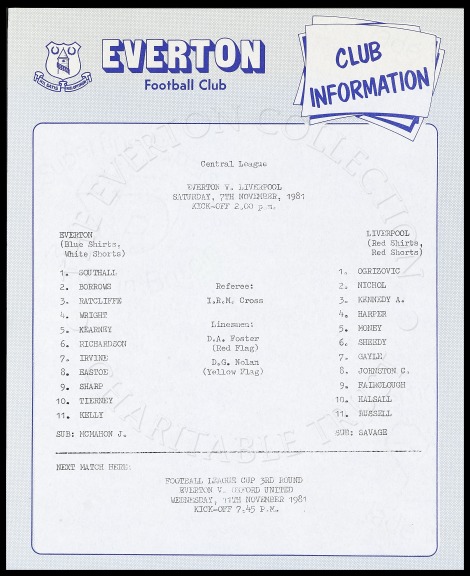 EVERTON
Football Club
CLUB
INFORMATION
Central League
EVERTON V. LIVERPOOL
SATURDAY, 7TH NOVEMBER, 1981
KICK-OFF 2.00 p.m.
EVERTON
(Blue Shirts,
White Shorts)
1. SOUTHALL
2. BORROWS
3. RATCLIFFE
4. WRIGHT
5. KEARNEY
6. RICHARDSON
7. IRVINE
8. EASTOE
9. SHARP
10. TIERNEY
11. KELLY
SUB: MCMAHON J.
Referee:
I.R.M. Cross
Linesmen:
D.A. Foster
(Red Flag)
D.G. Nolan
(Yellow Flag)
LIVERPOOL
(Red Shirts,
Red Shorts)
1. OGRIZOVIC
2. NICHOL
3. KENNEDY A.
4. HARPER
5. MONEY
6. SHEEDY
7. GAYLE
8. JOHNSTON C.
9. FAIRCLOUGH
10. HALSALL
11. RUSSELL
SUB: SAVAGE
NEXT MATCH HERE:
FOOTBALL LEAGUE CUP 3RD ROUND
EVERTON V. OXFORD UNITED
WEDNESDAY, 11TH NOVEMBER, 1981
KICK-OFF 7.45 P.M.
THE EVERTON COLLECTION
CHARITABLE TRUST